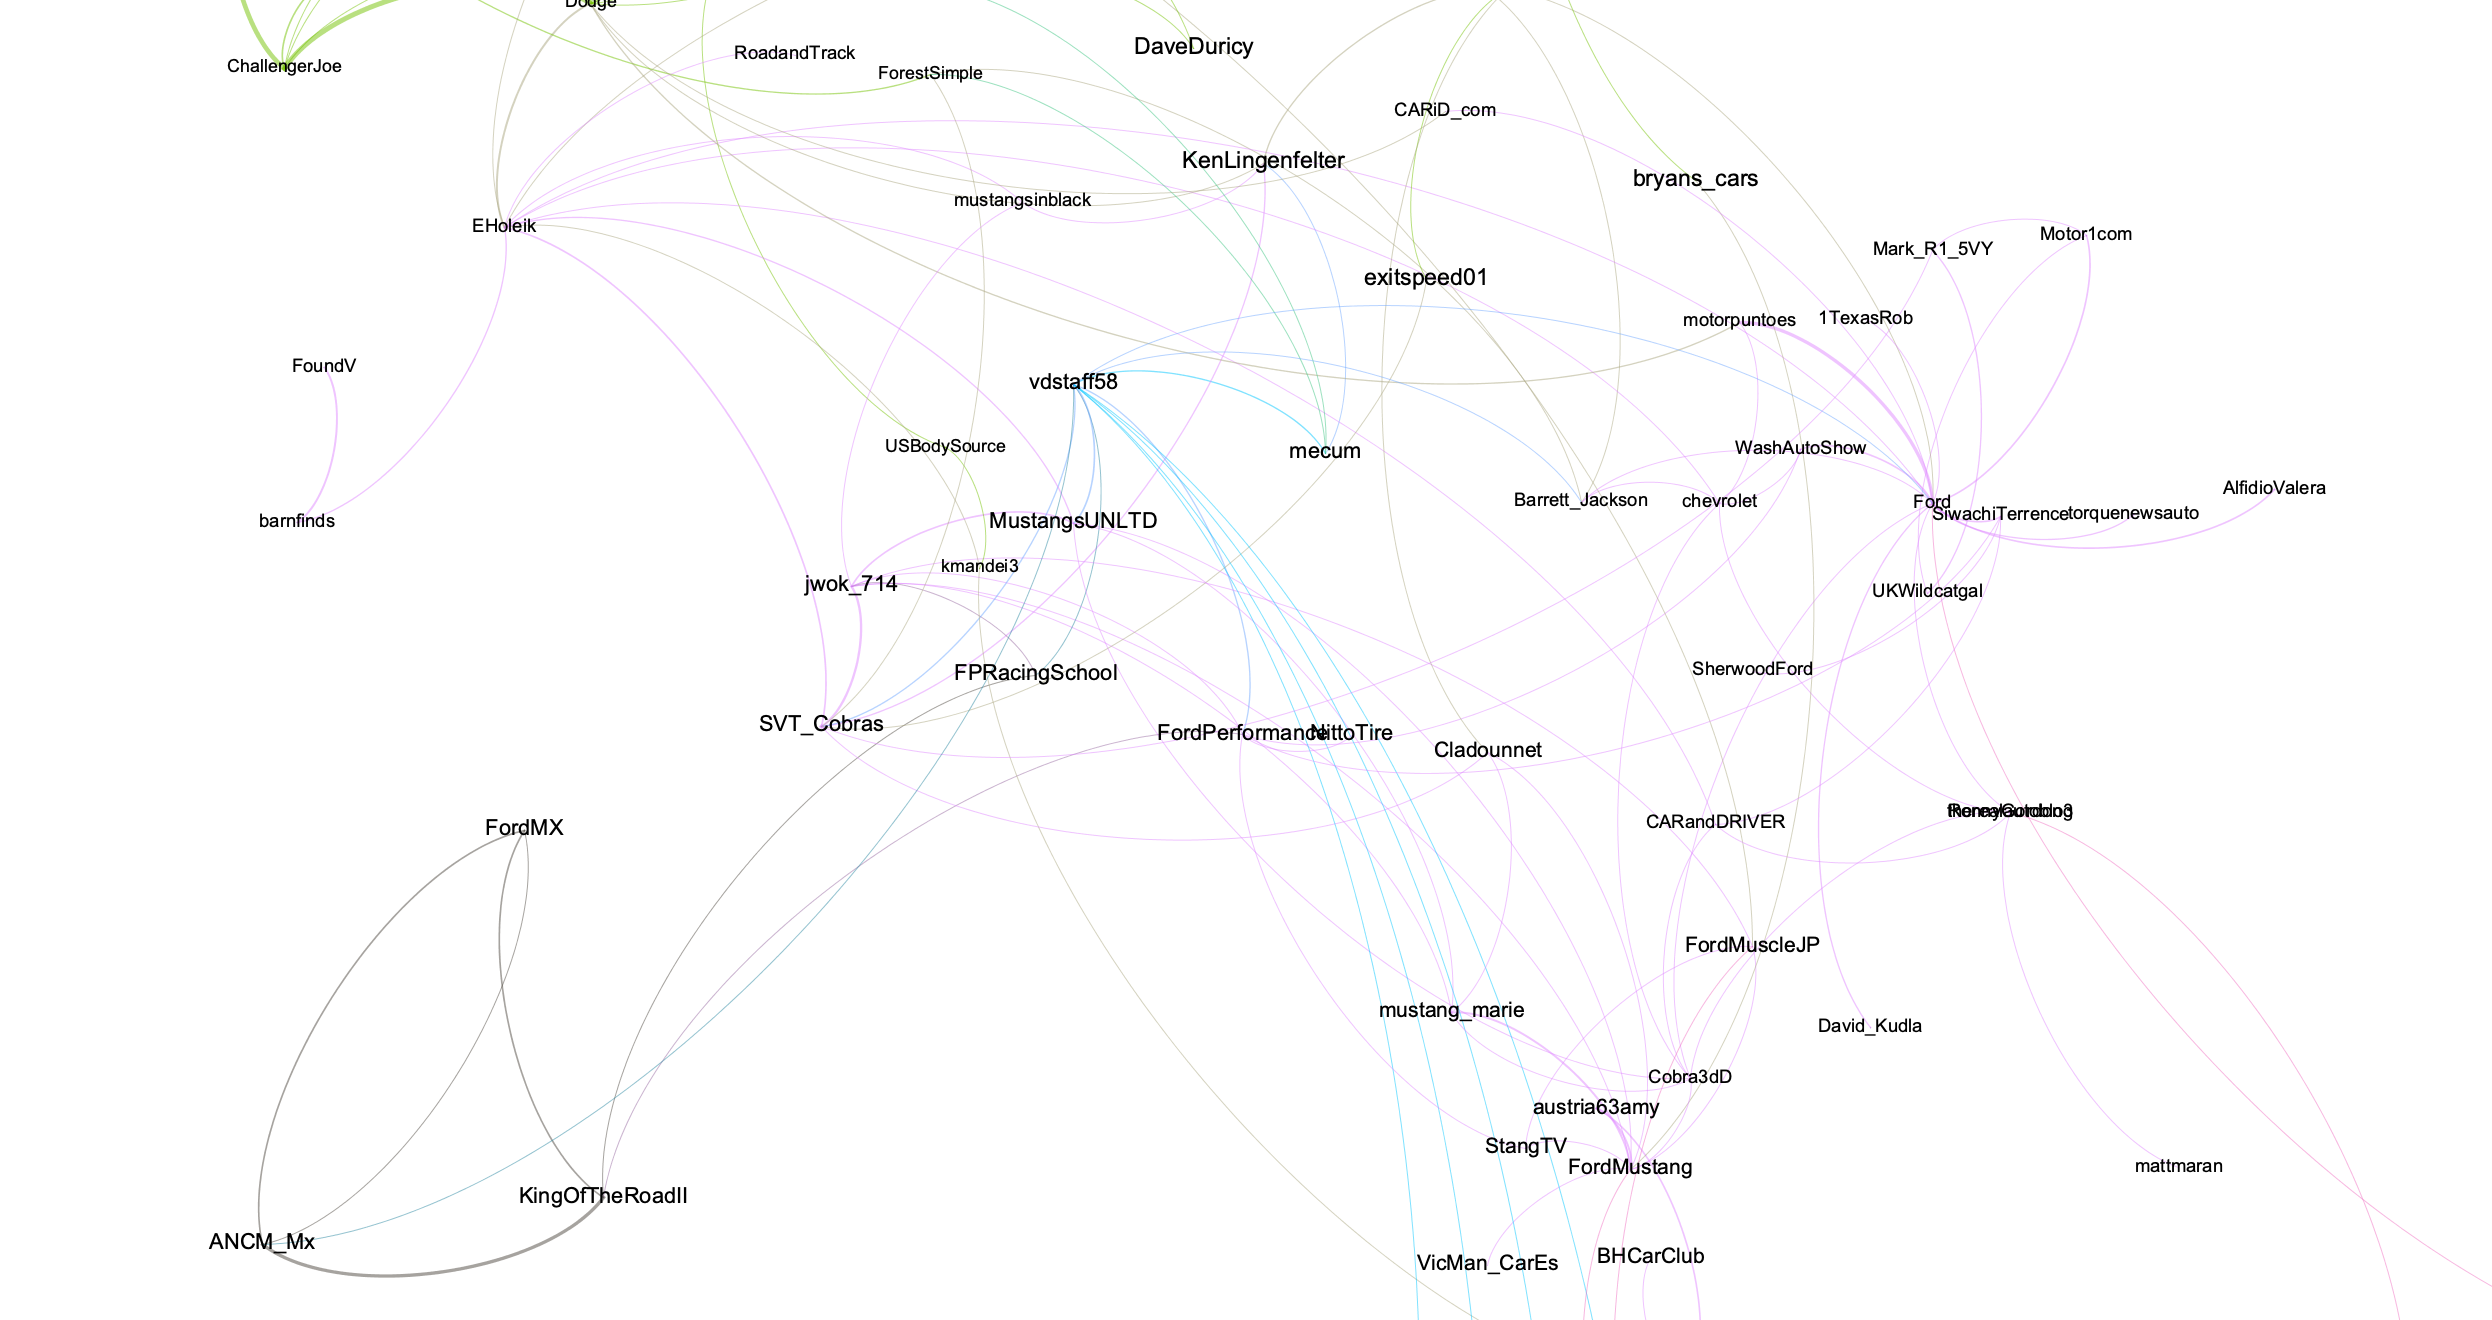 Dodge
ChallengerJoe
RoadandTrack
ForestSimple
DaveDuricy
CARiD_com
KenLingenfelter
bryans_cars
mustangsinblack
EHoleik
Mark_R1_5VY
Motor1com
exitspeed01
motorpuntoes
1TexasRob
FoundV
vdstaff58
USBodySource
mecum
WashAutoShow
Barrett_Jackson
chevrolet
Ford
AlfidioValera
SiwachiTerrence
torquenewsauto
barnfinds
MustangsUNLTD
kmandei3
jwok_714
UKWildcatgal
FPRacingSchool
SherwoodFord
SVT_Cobras
FordPerformance
NittoTire
Cladounnet
FordMX
CARandDRIVER
FordMuscleJP
mustang_marie
David_Kudla
Cobra3dD
austria63amy
StangTV
FordMustang
mattmaran
KingOfTheRoadII
ANCM_Mx
VicMan_CarEs
BHCarClub